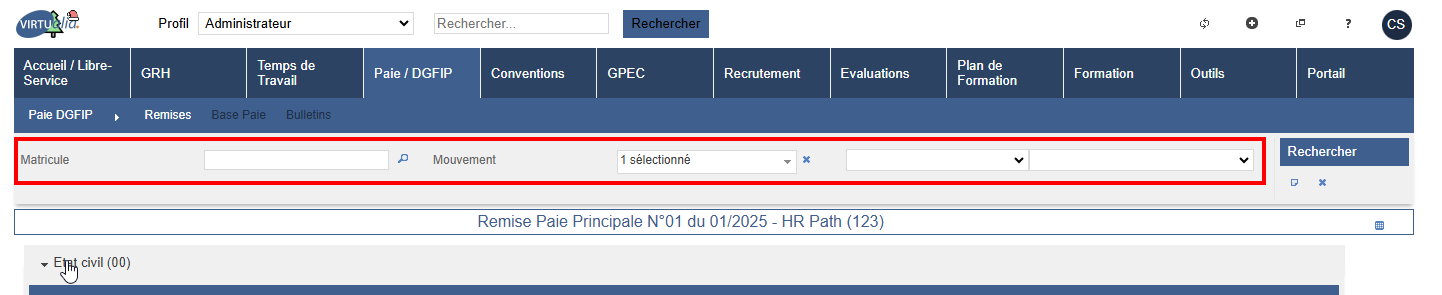 VIRTUalia Profil Administrateur Rechercher... Rechercher ? CS
Accueil / Libre-Service GRH Temps de Travail Paie / DGFIP Conventions GPEC Recrutement Evaluations Plan de Formation Formation Outils Portail
Paie DGFIP Remises Base Paie Bulletins
Matricule Mouvement 1 sélectionné Rechercher
Remise Paie Principale N°01 du 01/2025 - HR Path (123)
Etat civil (00)